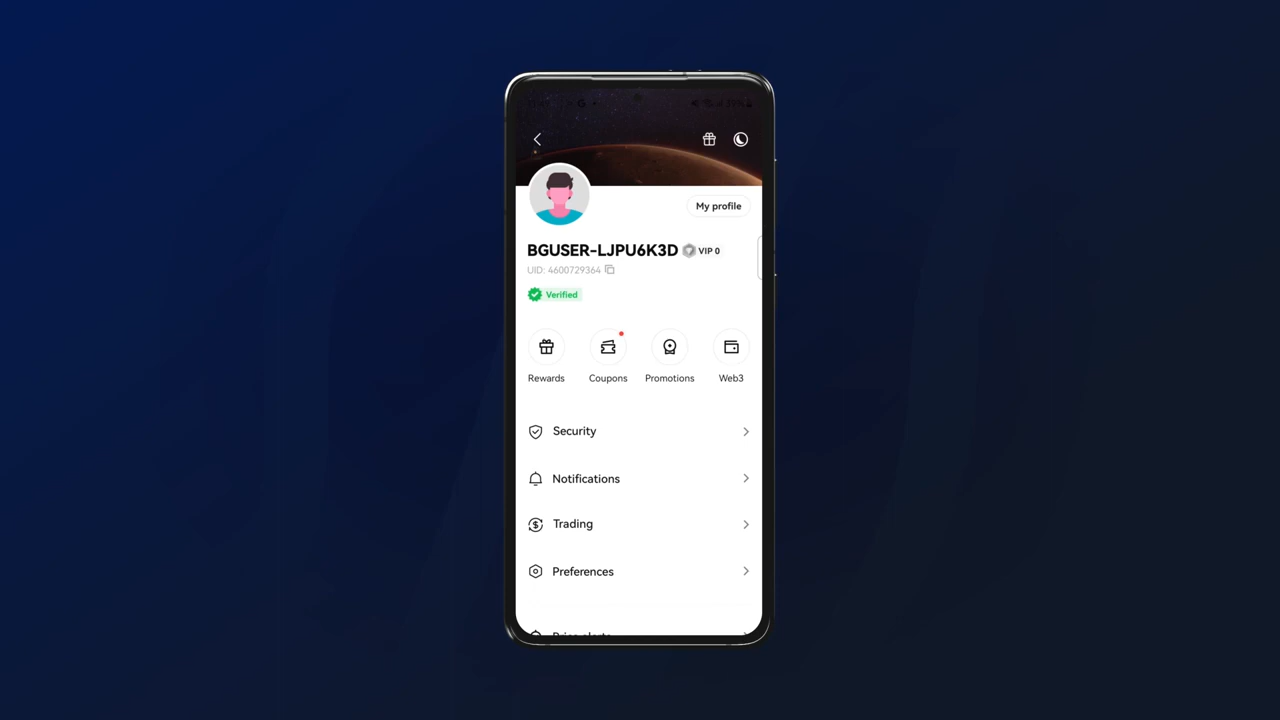 My profile
BGUSER-LJPU6K3D VIP 0
UID: 4600729364
Verified
Rewards Coupons Promotions Web3
Security
Notifications
Trading
Preferences